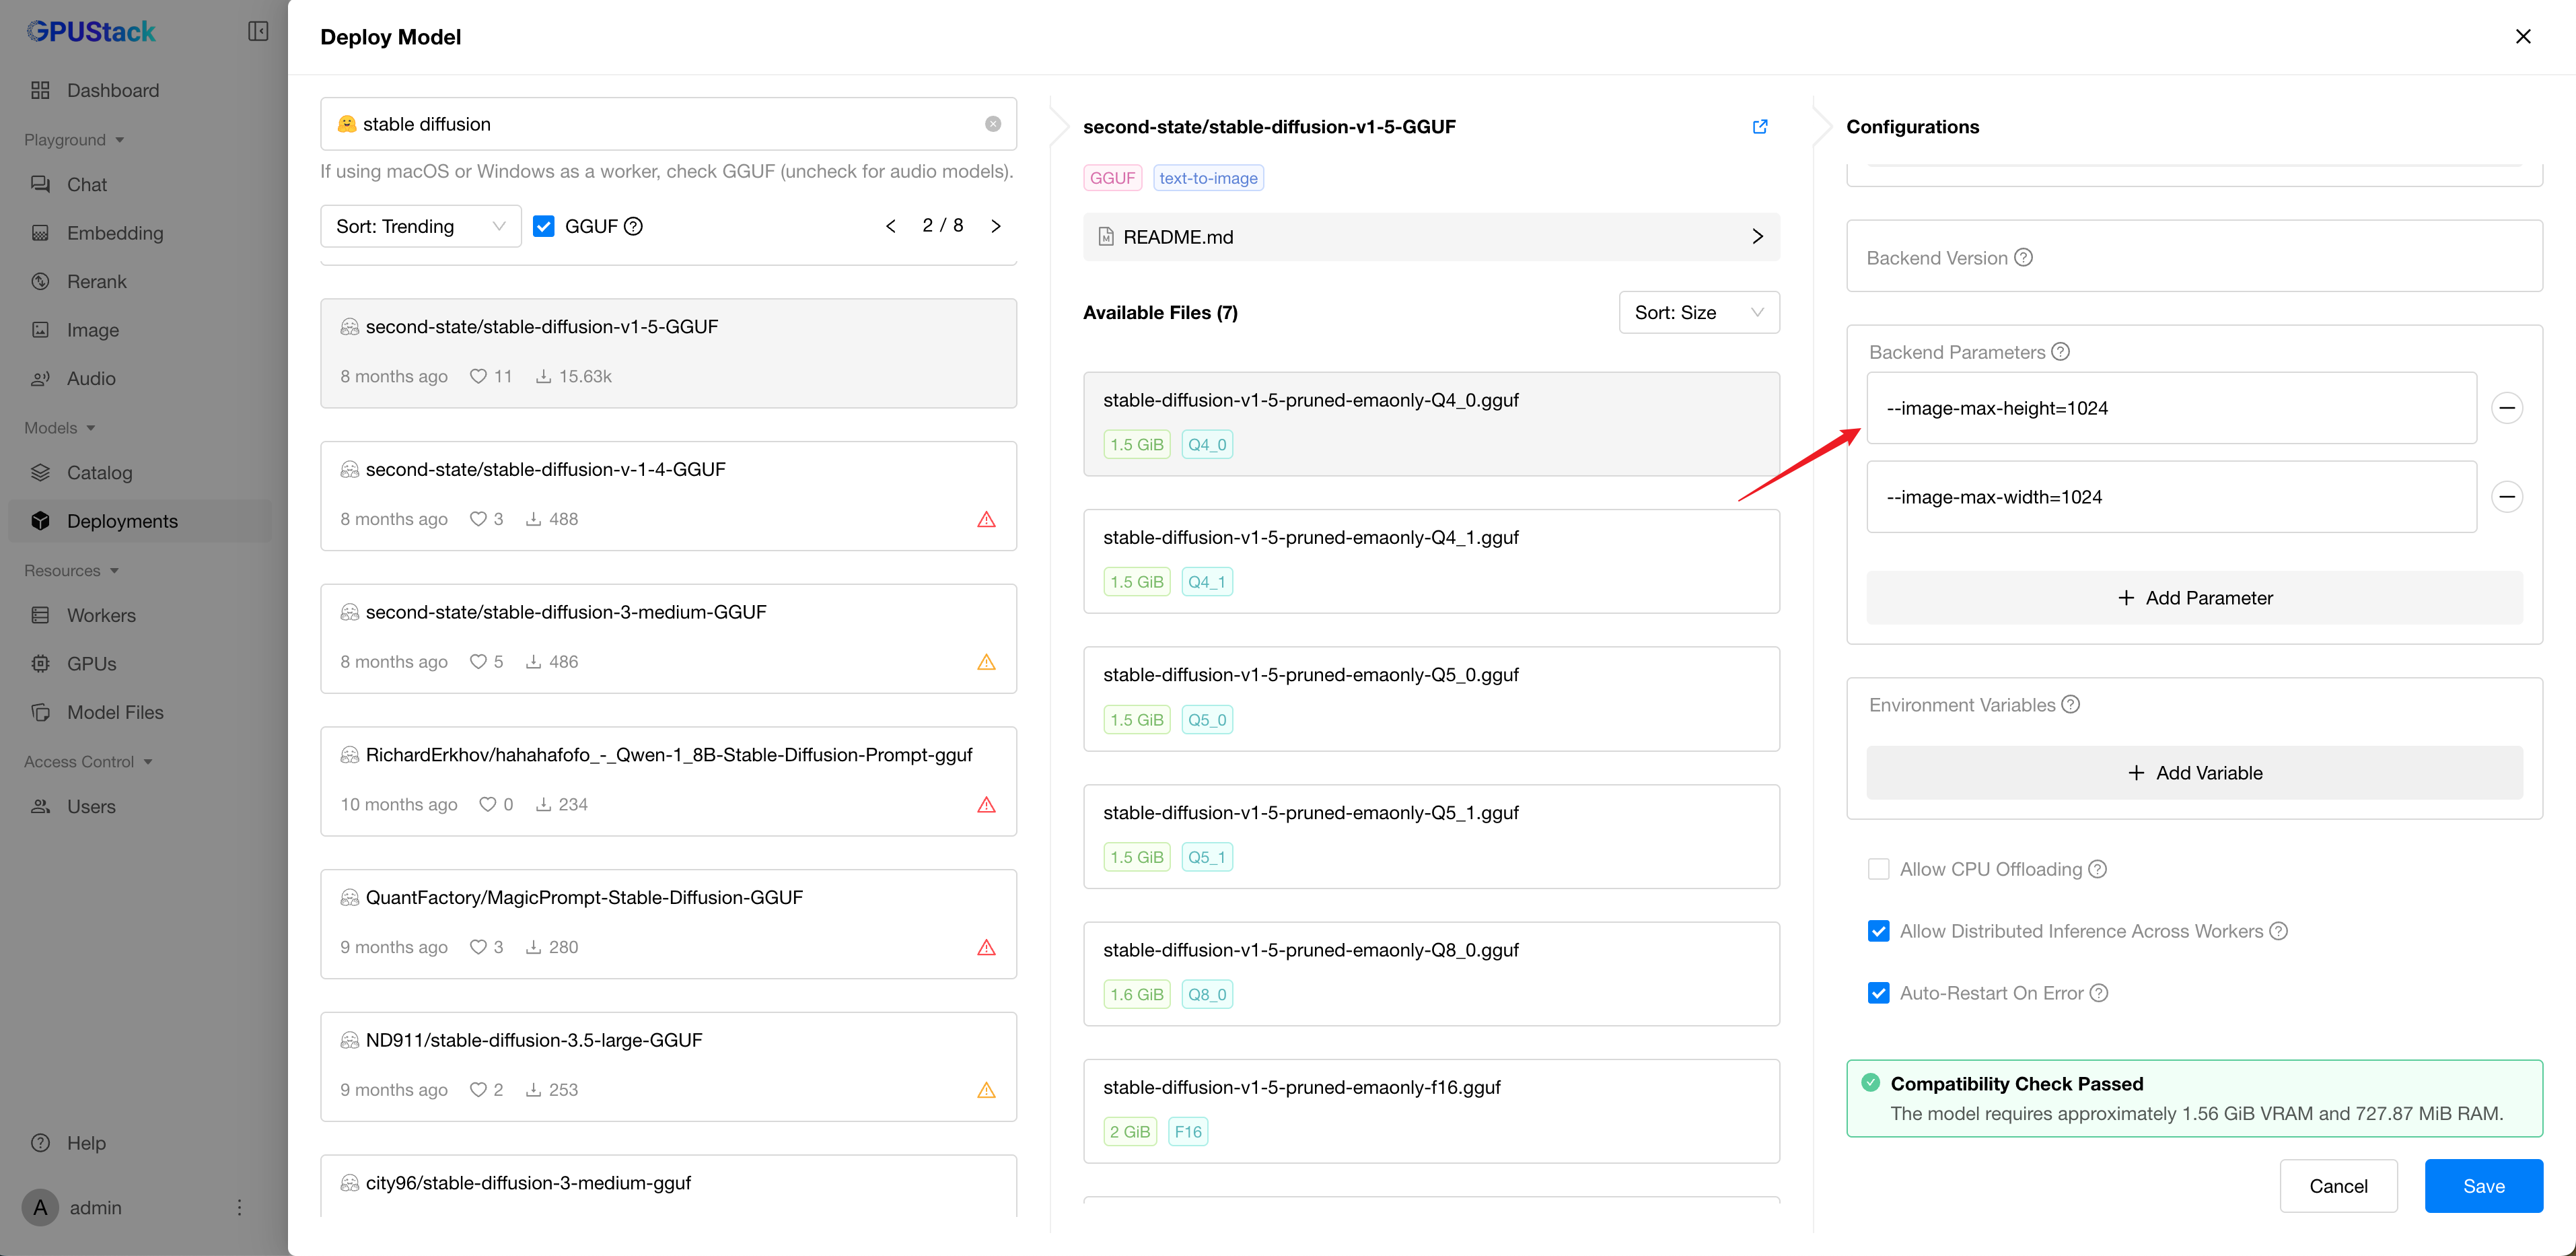 GPUStack
Dashboard
Playground
Chat
Embedding
Rerank
Image
Audio
Models
Catalog
Deployments
Resources
Workers
GPUs
Model Files
Access Control
Users
Help
A admin
Deploy Model
stable diffusion
If using macOS or Windows as a worker, check GGUF (uncheck for audio models).
Sort: Trending GGUF 2 / 8
second-state/stable-diffusion-v1-5-GGUF
8 months ago 11 15.63k
second-state/stable-diffusion-v-1-4-GGUF
8 months ago 3 488
second-state/stable-diffusion-3-medium-GGUF
8 months ago 5 486
RichardErkhov/hahahafofo_-_Qwen-1_8B-Stable-Diffusion-Prompt-gguf
10 months ago 0 234
QuantFactory/MagicPrompt-Stable-Diffusion-GGUF
9 months ago 3 280
ND911/stable-diffusion-3.5-large-GGUF
9 months ago 2 253
city96/stable-diffusion-3-medium-gguf
second-state/stable-diffusion-v1-5-GGUF
GGUF text-to-image
README.md
Available Files (7) Sort: Size
stable-diffusion-v1-5-pruned-emaonly-Q4_0.gguf
1.5 GiB Q4_0
stable-diffusion-v1-5-pruned-emaonly-Q4_1.gguf
1.5 GiB Q4_1
stable-diffusion-v1-5-pruned-emaonly-Q5_0.gguf
1.5 GiB Q5_0
stable-diffusion-v1-5-pruned-emaonly-Q5_1.gguf
1.5 GiB Q5_1
stable-diffusion-v1-5-pruned-emaonly-Q8_0.gguf
1.6 GiB Q8_0
stable-diffusion-v1-5-pruned-emaonly-f16.gguf
2 GiB F16
Configurations
Backend Version
Backend Parameters
--image-max-height=1024
--image-max-width=1024
+ Add Parameter
Environment Variables
+ Add Variable
Allow CPU Offloading
Allow Distributed Inference Across Workers
Auto-Restart On Error
Compatibility Check Passed
The model requires approximately 1.56 GiB VRAM and 727.87 MiB RAM.
Cancel Save